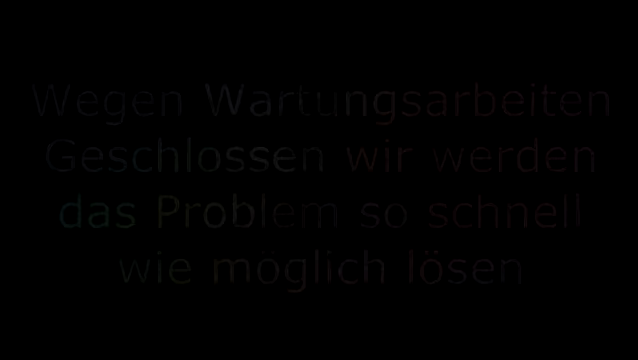 Wegen Wartungsarbeiten
Geschlossen wir werden
das Problem so schnell
wie möglich lösen